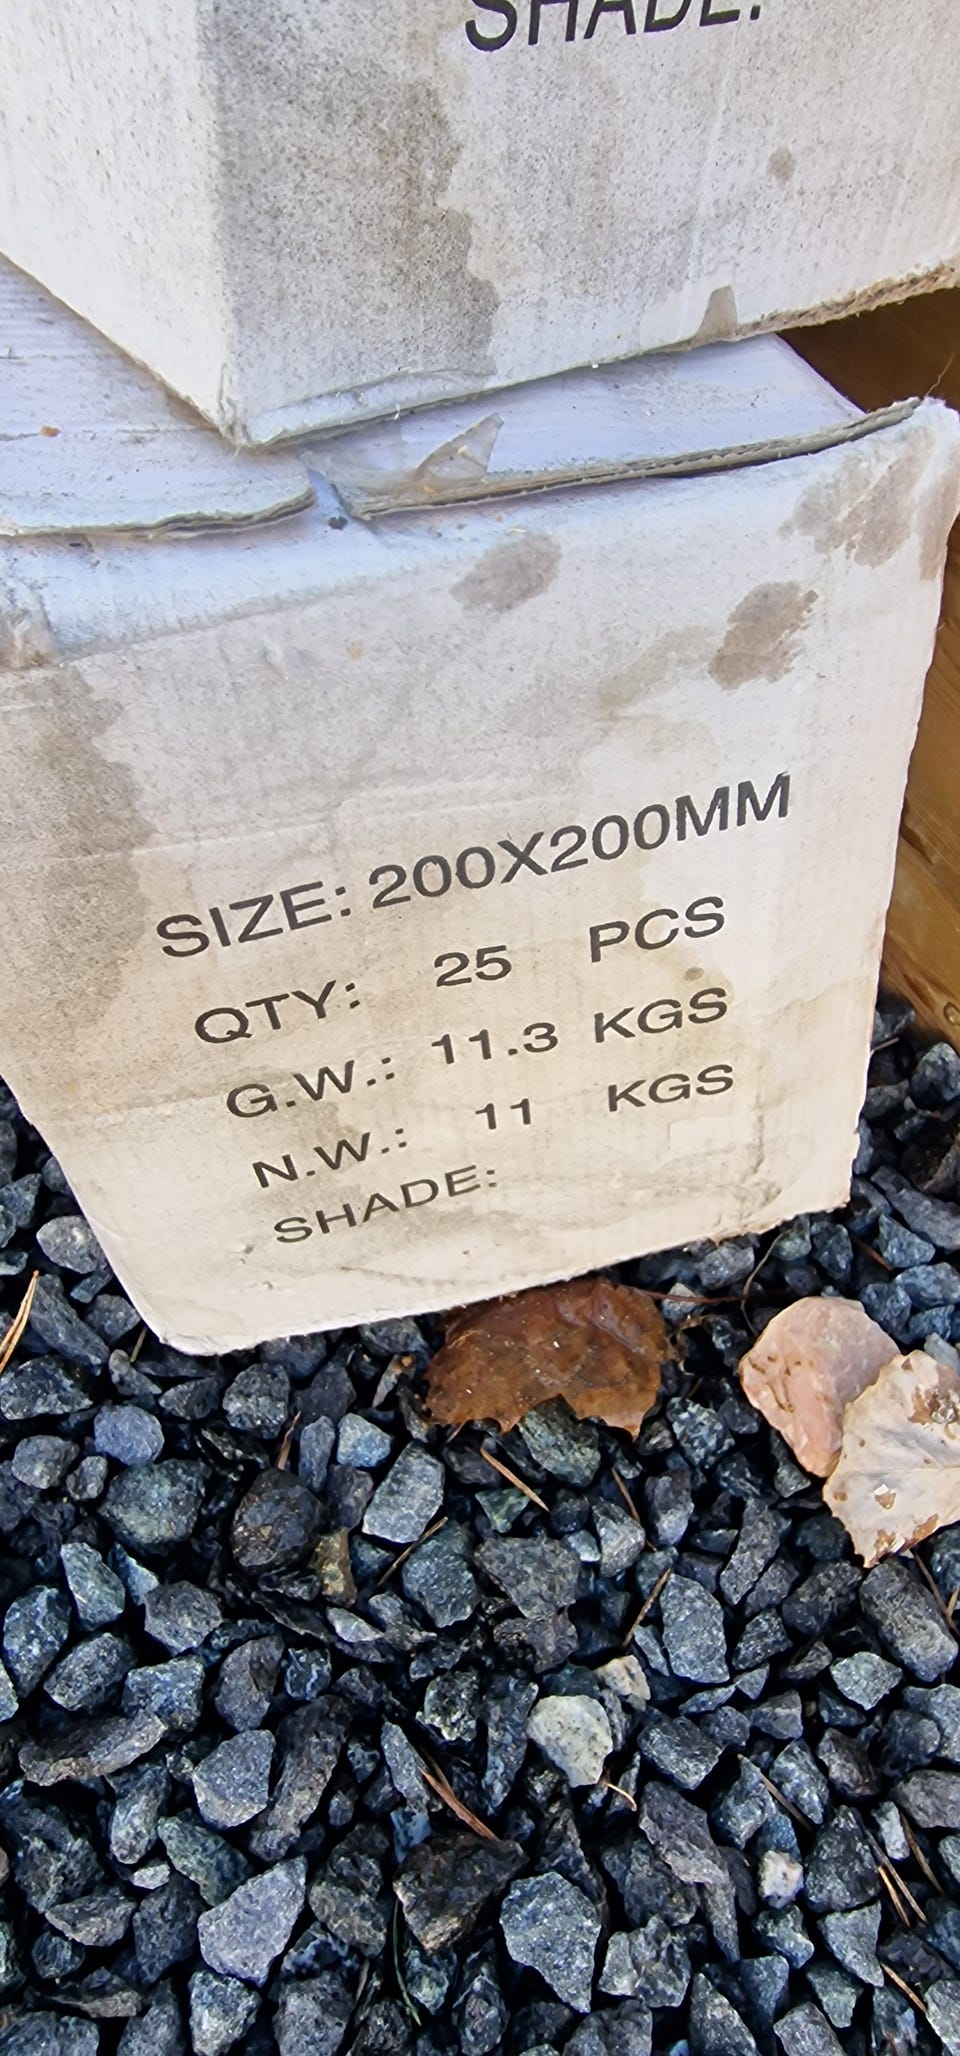 SHADE:
SIZE: 200X200MM
QTY: 25 PCS
G.W.: 11.3 KGS
N.W.: 11 KGS
SHADE: